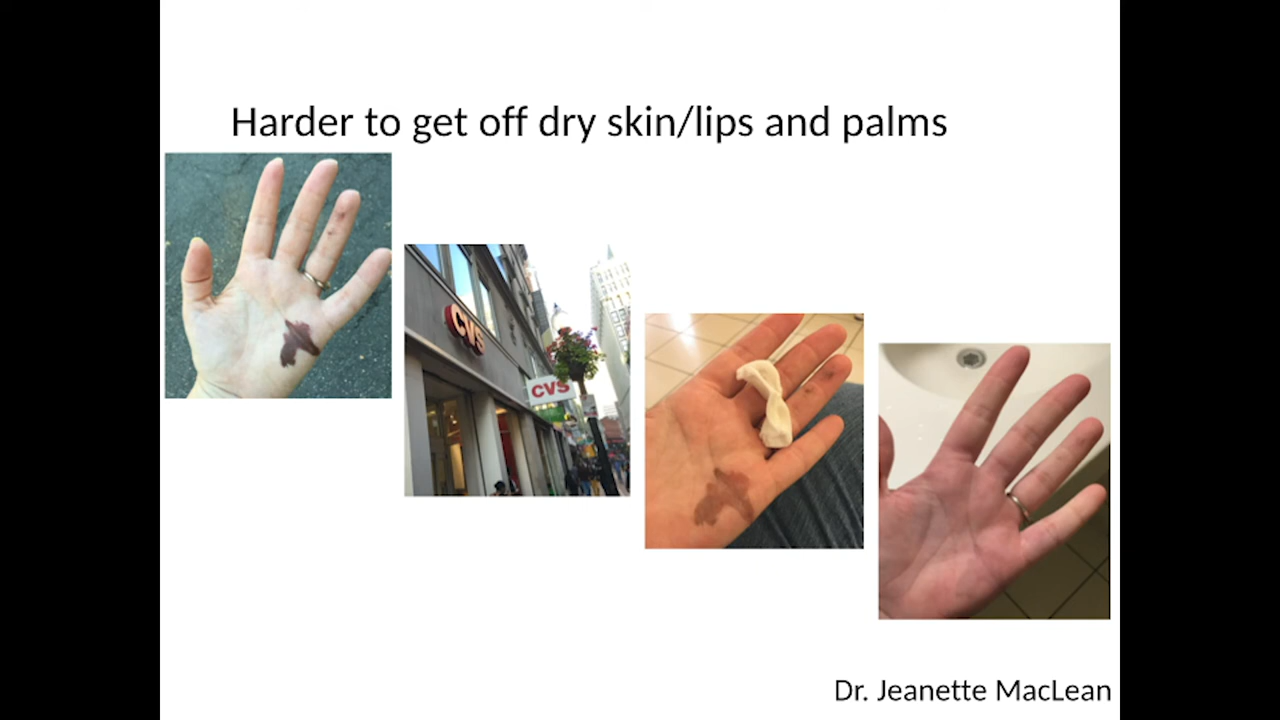 Harder to get off dry skin/lips and palms
CVS
CVS
Dr. Jeanette MacLean